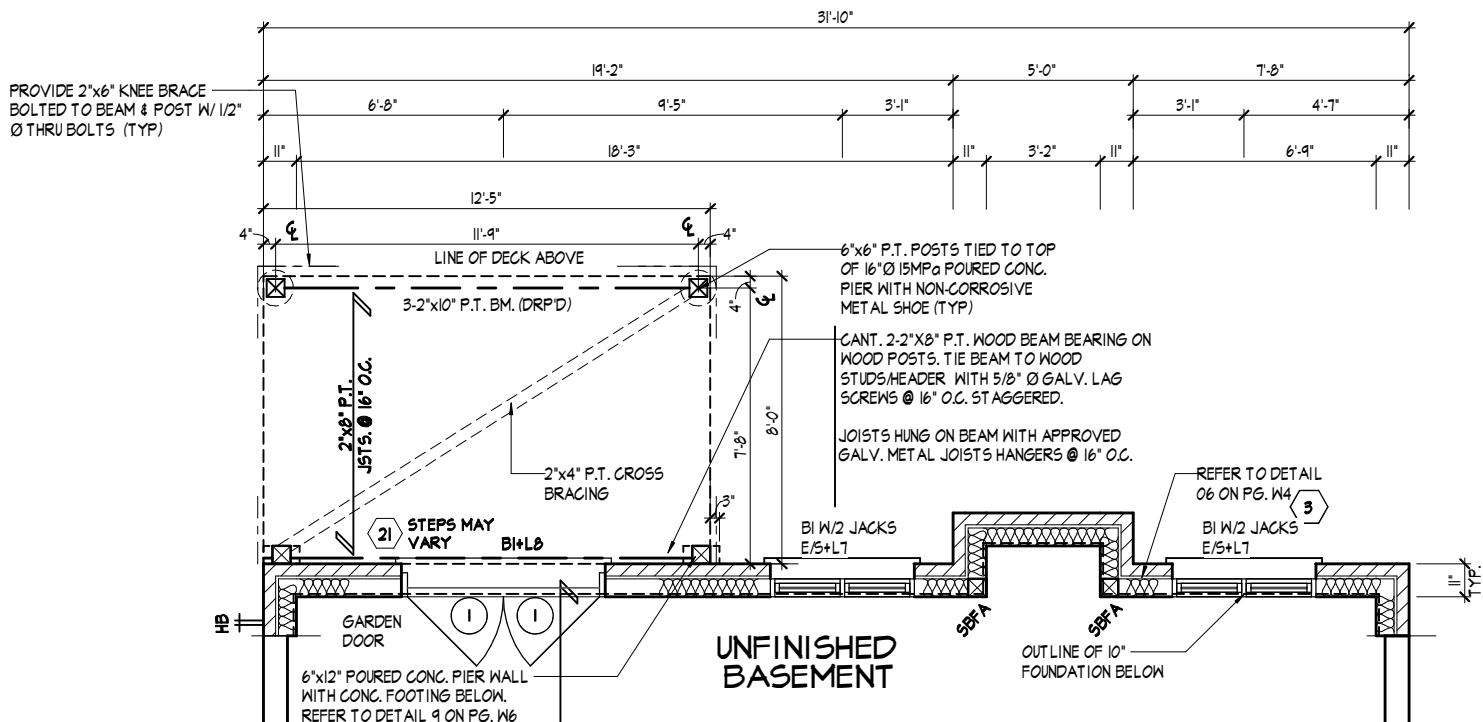 31'-10"
19'-2"
5'-0"
7'-8"
PROVIDE 2"x6" KNEE BRACE
BOLTED TO BEAM & POST W/ 1/2"
Ø THRU BOLTS (TYP)
6'-8"
9'-5"
3'-1"
3'-1"
4'-7"
11"
18'-3"
11"
3'-2"
11"
6'-9"
11"
12'-5"
4"
℄
11'-9"
℄
4"
LINE OF DECK ABOVE
3-2"x10" P.T. BM. (DRP'D)
6"x6" P.T. POSTS TIED TO TOP
OF 16"Ø 15MPa POURED CONC.
PIER WITH NON-CORROSIVE
METAL SHOE (TYP)
4"
℄
CANT. 2-2"X8" P.T. WOOD BEAM BEARING ON
WOOD POSTS. TIE BEAM TO WOOD
STUDS/HEADER WITH 5/8" Ø GALV. LAG
SCREWS @ 16" O.C. STAGGERED.
JOISTS HUNG ON BEAM WITH APPROVED
GALV. METAL JOISTS HANGERS @ 16" O.C.
2"x8" P.T.
JSTS. @ 16" O.C.
7'-8"
8'-0"
2"x4" P.T. CROSS
BRACING
3"
REFER TO DETAIL
06 ON PG. W4
3
21
STEPS MAY
VARY
B1+L8
B1 W/2 JACKS
E/S+L7
B1 W/2 JACKS
E/S+L7
11"
TYP.
HB
GARDEN
DOOR
1
1
SBFA
SBFA
UNFINISHED
BASEMENT
OUTLINE OF 10"
FOUNDATION BELOW
6"x12" POURED CONC. PIER WALL
WITH CONC. FOOTING BELOW.
REFER TO DETAIL 9 ON PG. W6